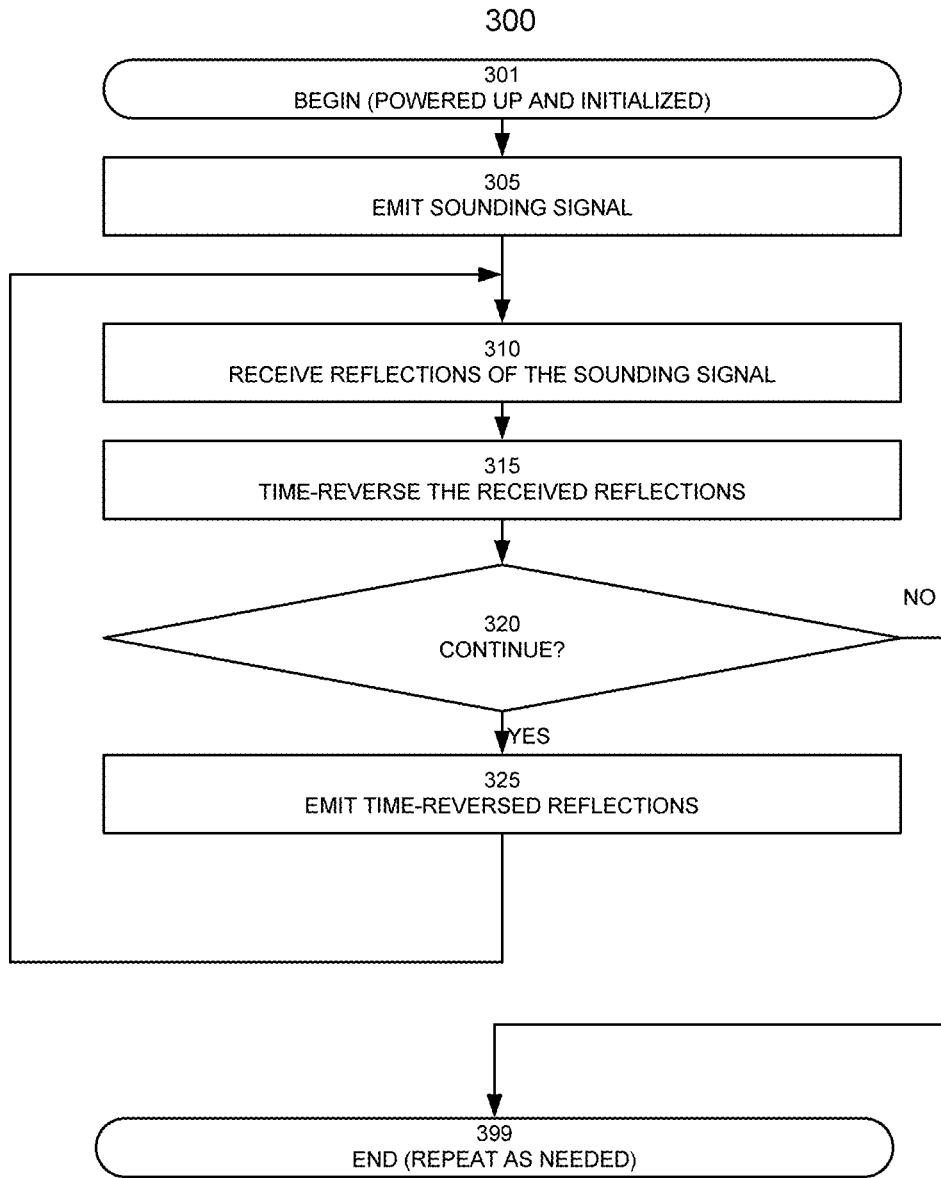 300
301
BEGIN (POWERED UP AND INITIALIZED)
305
EMIT SOUNDING SIGNAL
310
RECEIVE REFLECTIONS OF THE SOUNDING SIGNAL
315
TIME-REVERSE THE RECEIVED REFLECTIONS
NO
320
CONTINUE?
YES
325
EMIT TIME-REVERSED REFLECTIONS
399
END (REPEAT AS NEEDED)